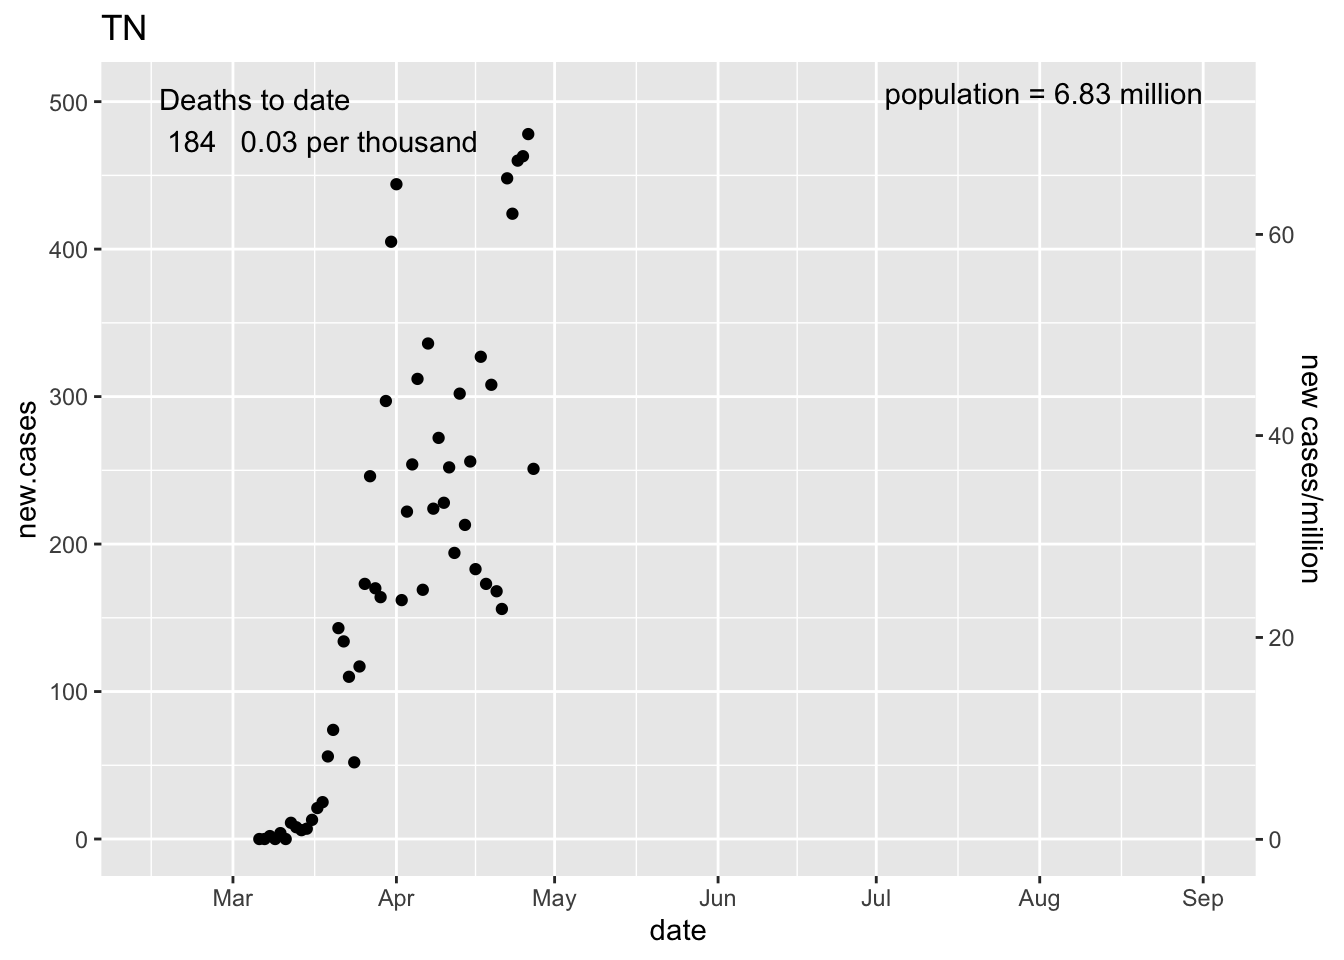 TN
Deaths to date
184 0.03 per thousand
population = 6.83 million
500
400
300
200
100
0
new.cases
60
40
20
0
new cases/million
Mar Apr May Jun Jul Aug Sep
date